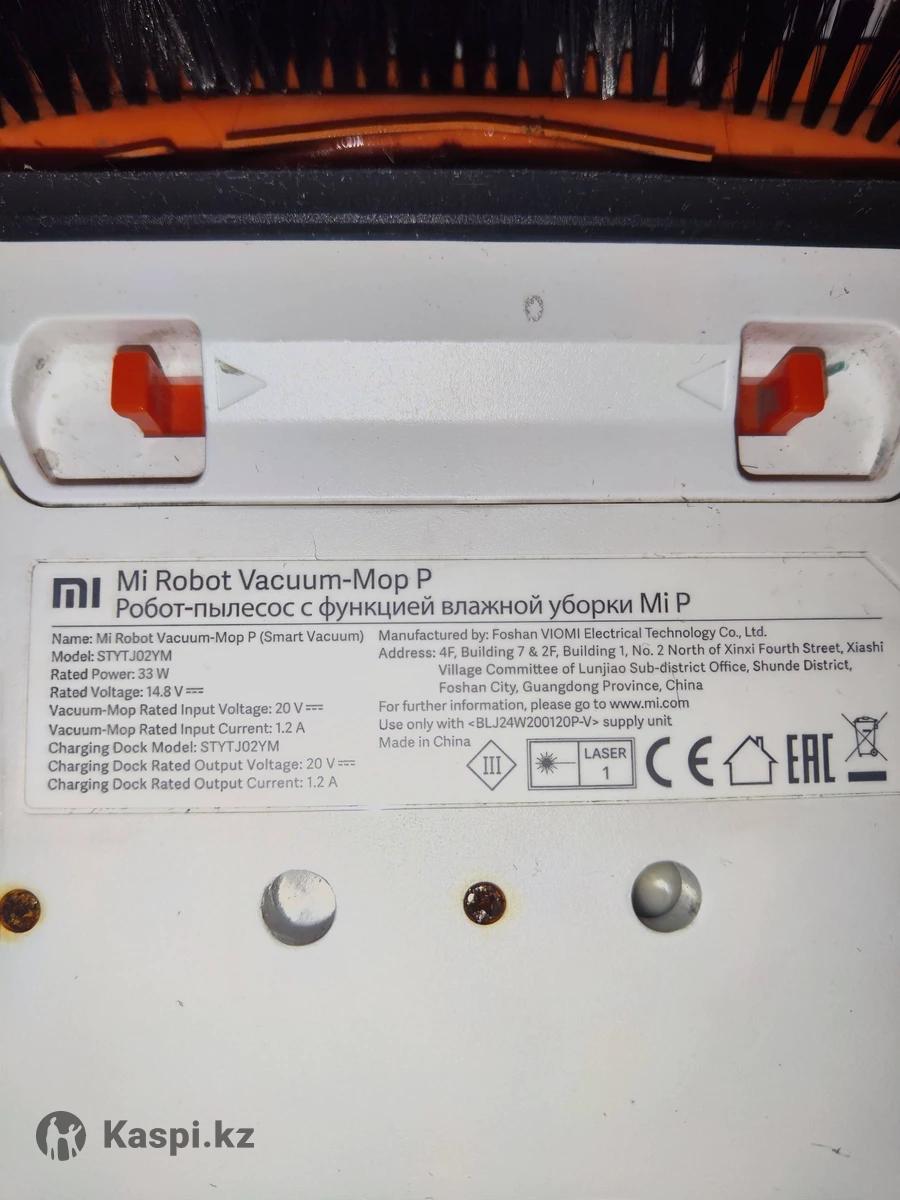 MI
Mi Robot Vacuum-Mop P
Робот-пылесос с функцией влажной уборки Mi P
Name: Mi Robot Vacuum-Mop P (Smart Vacuum)
Model: STYTJ02YM
Rated Power: 33 W
Rated Voltage: 14.8 V
Vacuum-Mop Rated Input Voltage: 20 V
Vacuum-Mop Rated Input Current: 1.2 A
Charging Dock Model: STYTJ02YM
Charging Dock Rated Output Voltage: 20 V
Charging Dock Rated Output Current: 1.2 A
Manufactured by: Foshan VIOMI Electrical Technology Co., Ltd.
Address: 4F, Building 7 & 2F, Building 1, No. 2 North of Xinxi Fourth Street, Xiashi
Village Committee of Lunjiao Sub-district Office, Shunde District,
Foshan City, Guangdong Province, China
For further information, please go to www.mi.com
Use only with <BLJ24W200120P-V> supply unit
Made in China
III
LASER
1
CE
EAC
Kaspi.kz